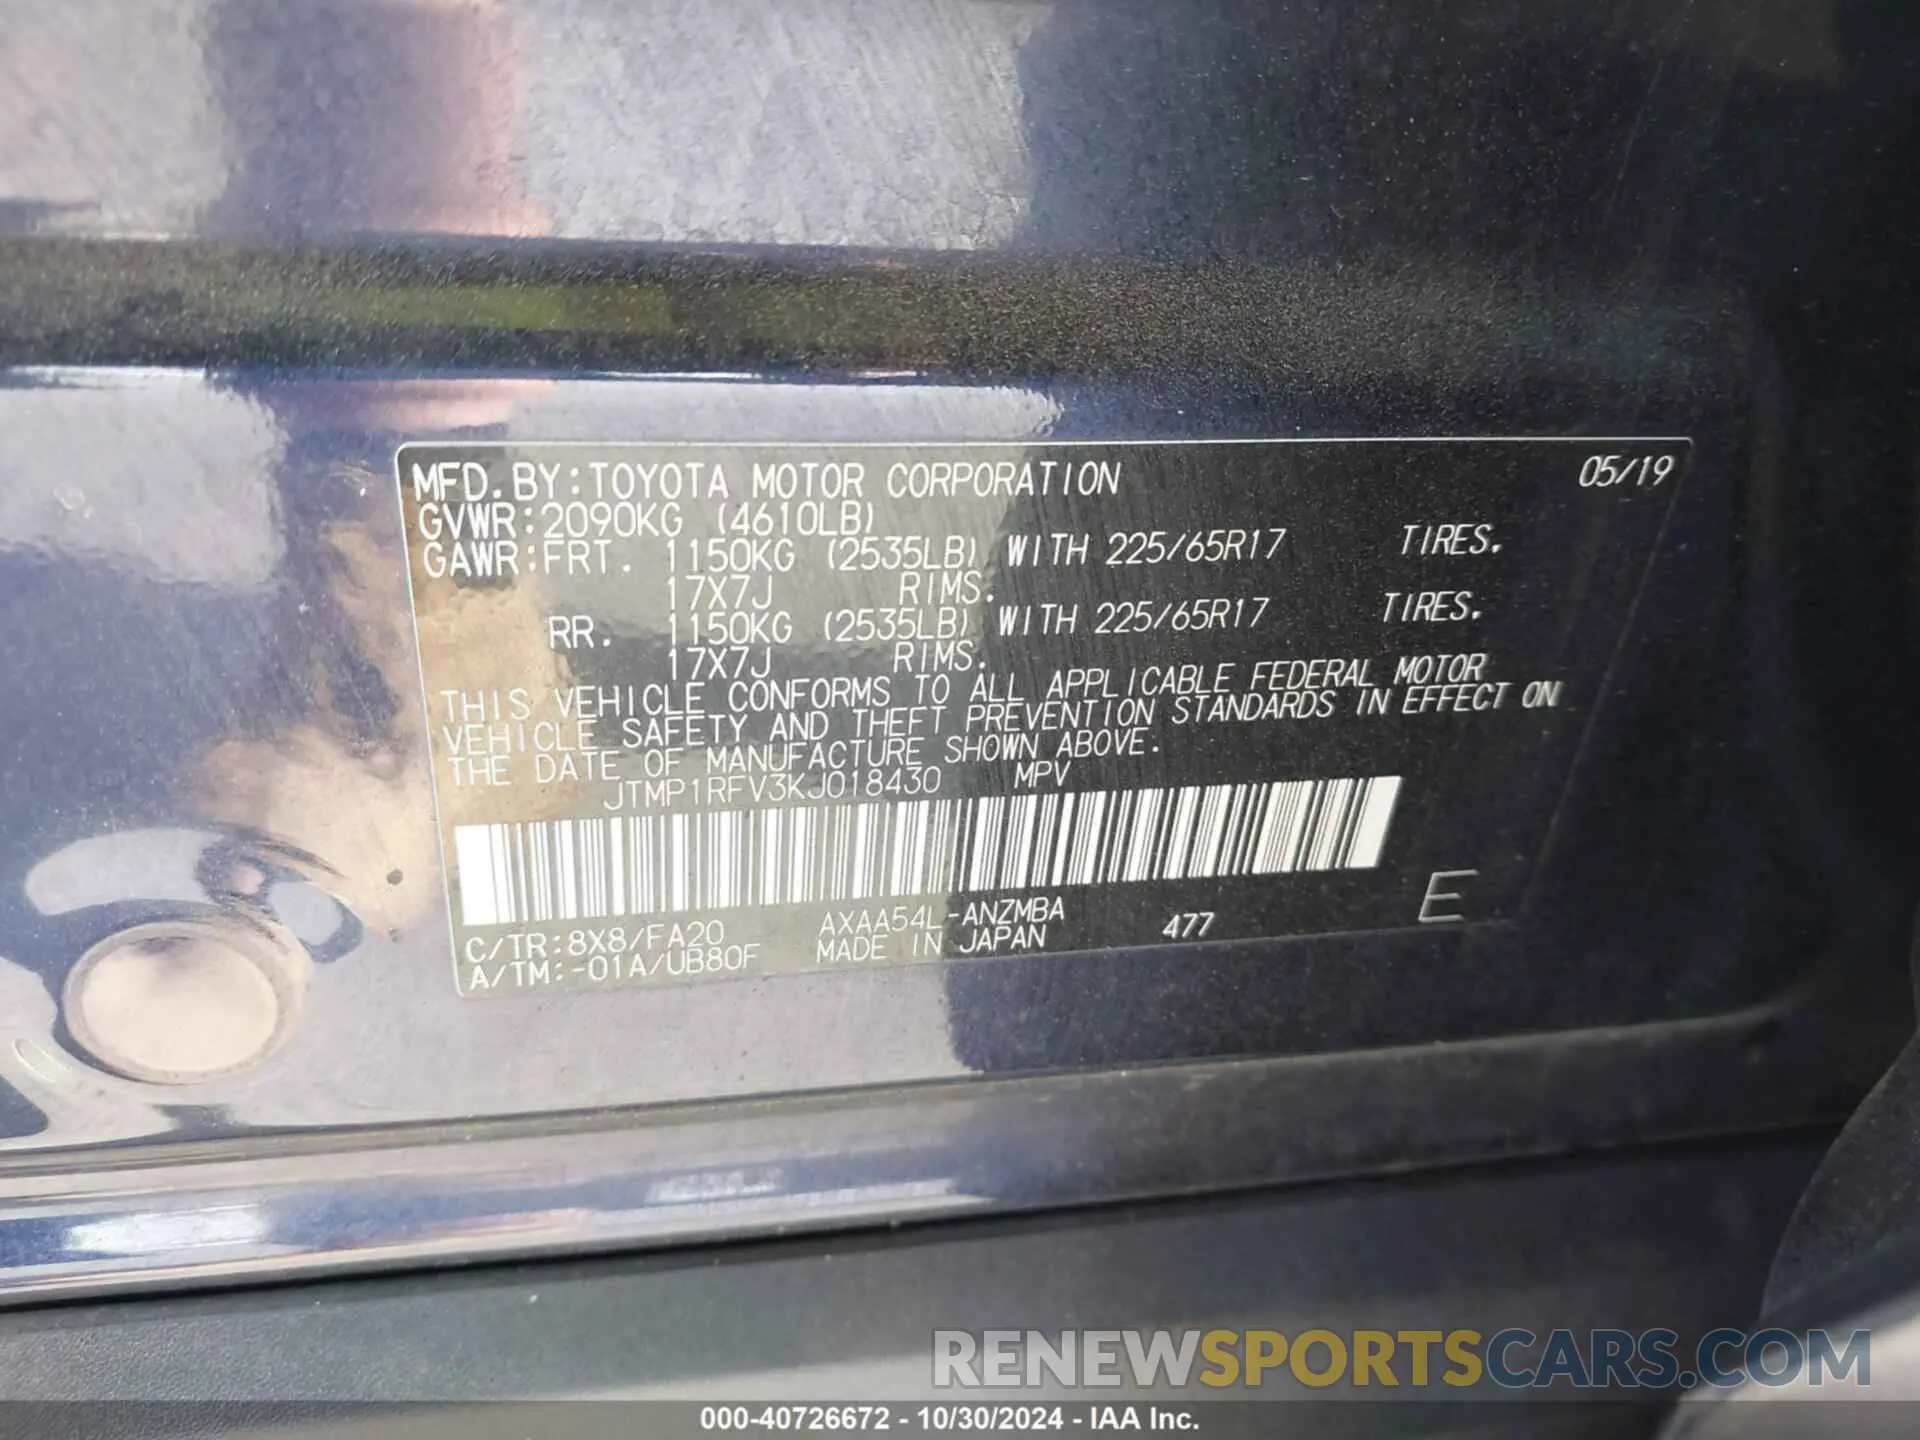 MFD.BY:TOYOTA MOTOR CORPORATION 05/19
GVWR:2090KG (4610LB)
GAWR:FRT. 1150KG (2535LB) WITH 225/65R17 TIRES.
17X7J RIMS.
RR. 1150KG (2535LB) WITH 225/65R17 TIRES.
17X7J RIMS.
THIS VEHICLE CONFORMS TO ALL APPLICABLE FEDERAL MOTOR
VEHICLE SAFETY AND THEFT PREVENTION STANDARDS IN EFFECT ON
THE DATE OF MANUFACTURE SHOWN ABOVE.
JTMP1RFV3KJ018430 MPV
C/TR:8X8/FA20 AXAA54L-ANZMBA 477 E
A/TM:-01A/UB80F MADE IN JAPAN
RENEWSPORTSCARS.COM
000-40726672 - 10/30/2024 - IAA Inc.